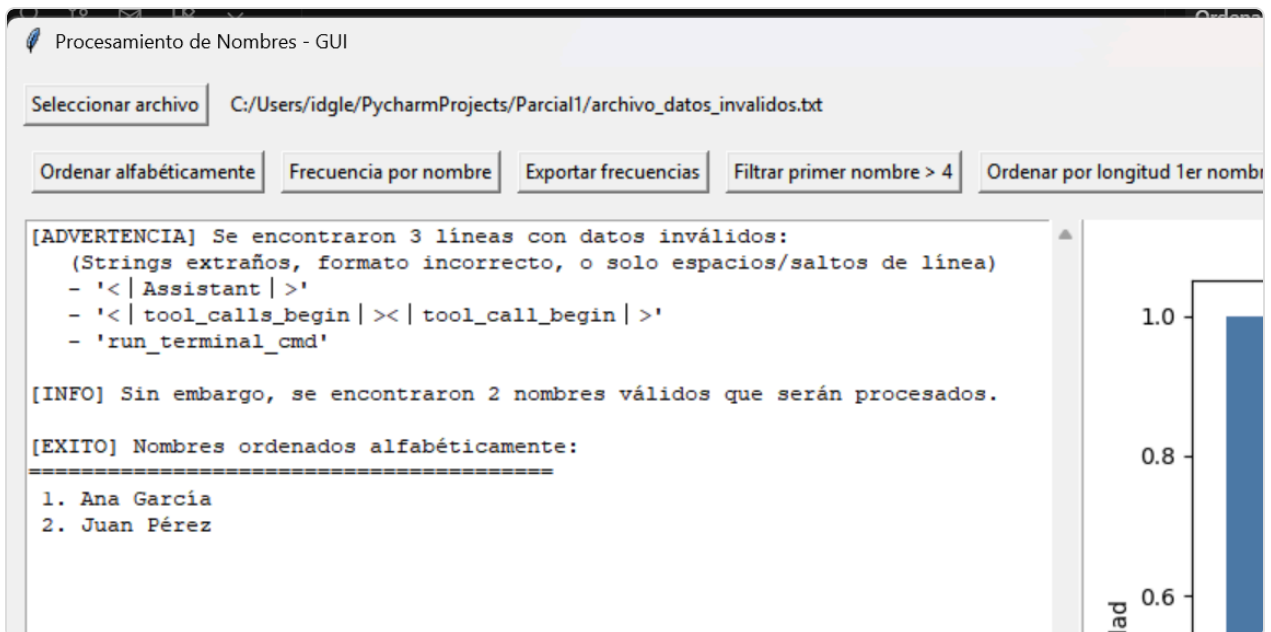 Procesamiento de Nombres - GUI
Seleccionar archivo C:/Users/idgle/PycharmProjects/Parcial1/archivo_datos_invalidos.txt
Ordenar alfabéticamente Frecuencia por nombre Exportar frecuencias Filtrar primer nombre > 4 Ordenar por longitud 1er nombr
[ADVERTENCIA] Se encontraron 3 líneas con datos inválidos:
(Strings extraños, formato incorrecto, o solo espacios/saltos de línea)
- '<|Assistant|>'
- '<|tool_calls_begin|><|tool_call_begin|>'
- 'run_terminal_cmd'
[INFO] Sin embargo, se encontraron 2 nombres válidos que serán procesados.
[EXITO] Nombres ordenados alfabéticamente:
========================================
1. Ana García
2. Juan Pérez
1.0
0.8
0.6
dad